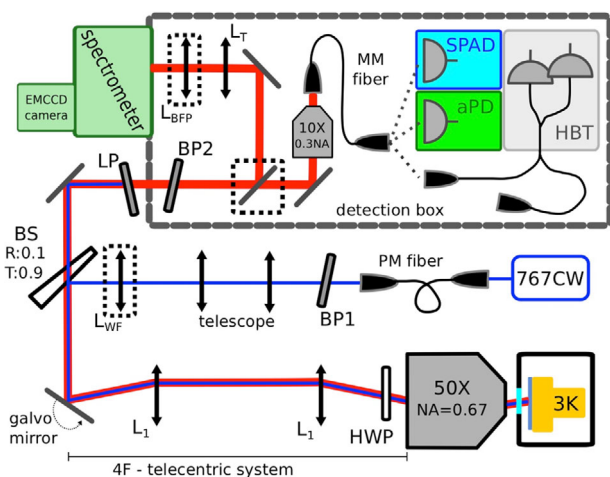 spectrometer
EMCCD
camera
L_BFP
L_T
MM
fiber
SPAD
aPD
HBT
10X
0.3NA
LP
BP2
detection box
BS
R:0.1
T:0.9
L_WF
telescope
BP1
PM fiber
767CW
galvo
mirror
L_1
L_1
HWP
50X
NA=0.67
3K
4F - telecentric system